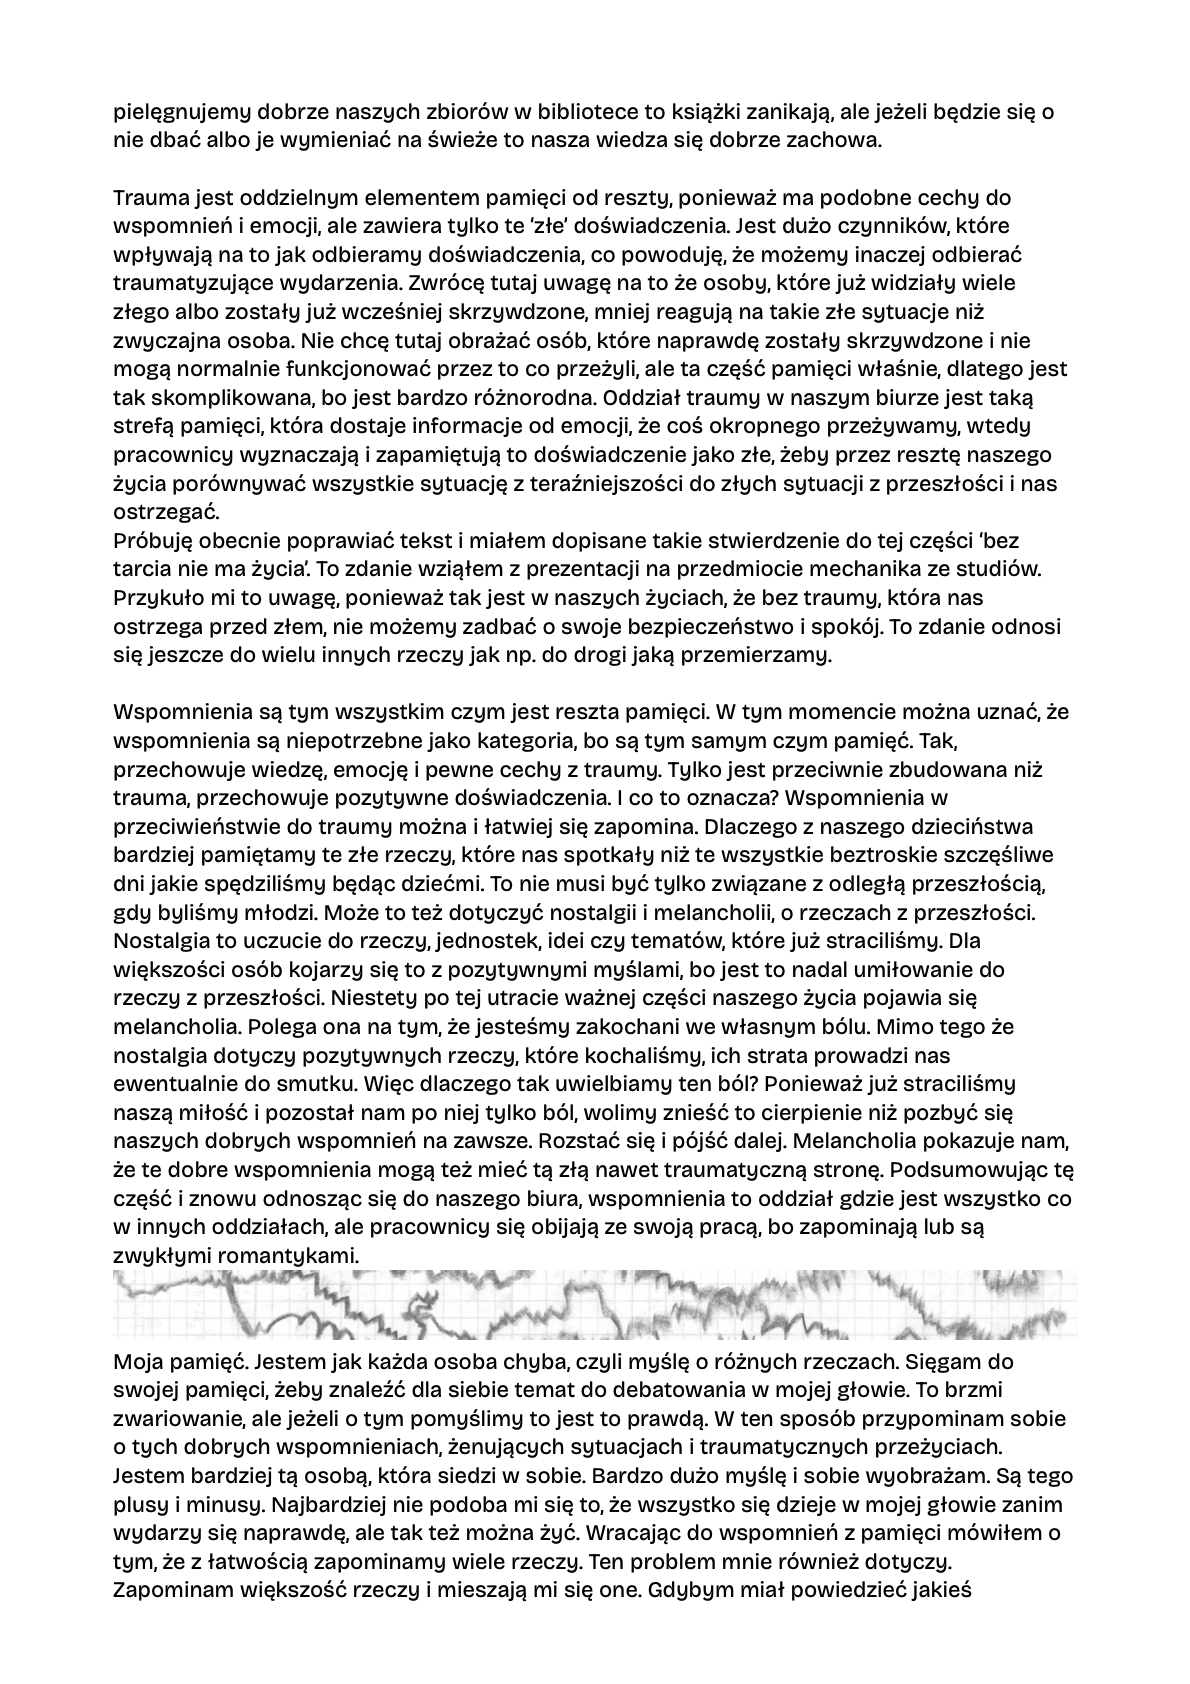 pielęgnujemy dobrze naszych zbiorów w bibliotece to książki zanikają, ale jeżeli będzie się o
nie dbać albo je wymieniać na świeże to nasza wiedza się dobrze zachowa.
Trauma jest oddzielnym elementem pamięci od reszty, ponieważ ma podobne cechy do
wspomnień i emocji, ale zawiera tylko te ‘złe’ doświadczenia. Jest dużo czynników, które
wpływają na to jak odbieramy doświadczenia, co powoduję, że możemy inaczej odbierać
traumatyzujące wydarzenia. Zwrócę tutaj uwagę na to że osoby, które już widziały wiele
złego albo zostały już wcześniej skrzywdzone, mniej reagują na takie złe sytuacje niż
zwyczajna osoba. Nie chcę tutaj obrażać osób, które naprawdę zostały skrzywdzone i nie
mogą normalnie funkcjonować przez to co przeżyli, ale ta część pamięci właśnie, dlatego jest
tak skomplikowana, bo jest bardzo różnorodna. Oddział traumy w naszym biurze jest taką
strefą pamięci, która dostaje informacje od emocji, że coś okropnego przeżywamy, wtedy
pracownicy wyznaczają i zapamiętują to doświadczenie jako złe, żeby przez resztę naszego
życia porównywać wszystkie sytuację z teraźniejszości do złych sytuacji z przeszłości i nas
ostrzegać.
Próbuję obecnie poprawiać tekst i miałem dopisane takie stwierdzenie do tej części ‘bez
tarcia nie ma życia’. To zdanie wziąłem z prezentacji na przedmiocie mechanika ze studiów.
Przykuło mi to uwagę, ponieważ tak jest w naszych życiach, że bez traumy, która nas
ostrzega przed złem, nie możemy zadbać o swoje bezpieczeństwo i spokój. To zdanie odnosi
się jeszcze do wielu innych rzeczy jak np. do drogi jaką przemierzamy.
Wspomnienia są tym wszystkim czym jest reszta pamięci. W tym momencie można uznać, że
wspomnienia są niepotrzebne jako kategoria, bo są tym samym czym pamięć. Tak,
przechowuje wiedzę, emocję i pewne cechy z traumy. Tylko jest przeciwnie zbudowana niż
trauma, przechowuje pozytywne doświadczenia. I co to oznacza? Wspomnienia w
przeciwieństwie do traumy można i łatwiej się zapomina. Dlaczego z naszego dzieciństwa
bardziej pamiętamy te złe rzeczy, które nas spotkały niż te wszystkie beztroskie szczęśliwe
dni jakie spędziliśmy będąc dziećmi. To nie musi być tylko związane z odległą przeszłością,
gdy byliśmy młodzi. Może to też dotyczyć nostalgii i melancholii, o rzeczach z przeszłości.
Nostalgia to uczucie do rzeczy, jednostek, idei czy tematów, które już straciliśmy. Dla
większości osób kojarzy się to z pozytywnymi myślami, bo jest to nadal umiłowanie do
rzeczy z przeszłości. Niestety po tej utracie ważnej części naszego życia pojawia się
melancholia. Polega ona na tym, że jesteśmy zakochani we własnym bólu. Mimo tego że
nostalgia dotyczy pozytywnych rzeczy, które kochaliśmy, ich strata prowadzi nas
ewentualnie do smutku. Więc dlaczego tak uwielbiamy ten ból? Ponieważ już straciliśmy
naszą miłość i pozostał nam po niej tylko ból, wolimy znieść to cierpienie niż pozbyć się
naszych dobrych wspomnień na zawsze. Rozstać się i pójść dalej. Melancholia pokazuje nam,
że te dobre wspomnienia mogą też mieć tą złą nawet traumatyczną stronę. Podsumowując tę
część i znowu odnosząc się do naszego biura, wspomnienia to oddział gdzie jest wszystko co
w innych oddziałach, ale pracownicy się obijają ze swoją pracą, bo zapominają lub są
zwykłymi romantykami.
Moja pamięć. Jestem jak każda osoba chyba, czyli myślę o różnych rzeczach. Sięgam do
swojej pamięci, żeby znaleźć dla siebie temat do debatowania w mojej głowie. To brzmi
zwariowanie, ale jeżeli o tym pomyślimy to jest to prawdą. W ten sposób przypominam sobie
o tych dobrych wspomnieniach, żenujących sytuacjach i traumatycznych przeżyciach.
Jestem bardziej tą osobą, która siedzi w sobie. Bardzo dużo myślę i sobie wyobrażam. Są tego
plusy i minusy. Najbardziej nie podoba mi się to, że wszystko się dzieje w mojej głowie zanim
wydarzy się naprawdę, ale tak też można żyć. Wracając do wspomnień z pamięci mówiłem o
tym, że z łatwością zapominamy wiele rzeczy. Ten problem mnie również dotyczy.
Zapominam większość rzeczy i mieszają mi się one. Gdybym miał powiedzieć jakieś